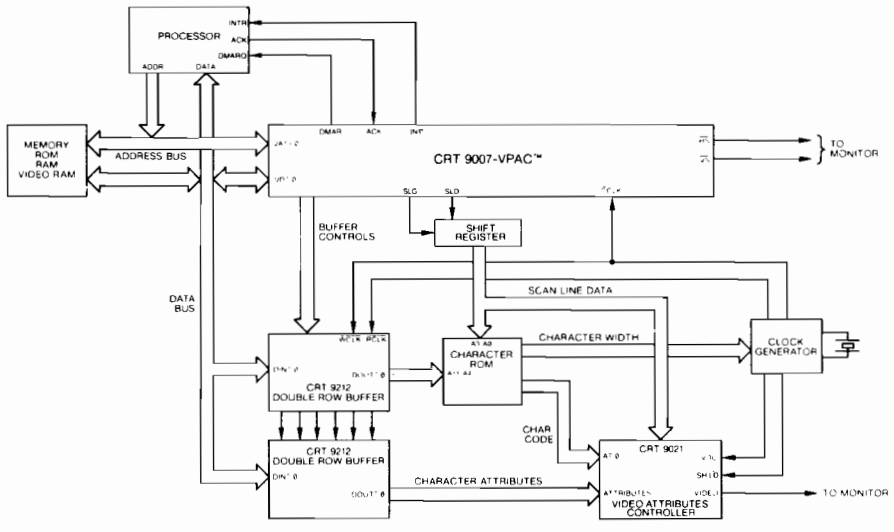 PROCESSOR
INTR
ACK
DMARQ
ADDR
DATA
MEMORY
ROM
RAM
VIDEO RAM
ADDRESS BUS
DMAR
ACK
INT
CRT 9007-VPAC™
TO
MONITOR
SLG
SLD
BUFFER
CONTROLS
SHIFT
REGISTER
DATA
BUS
SCAN LINE DATA
WCLK
RCLK
CHARACTER
ROM
CHARACTER WIDTH
CLOCK
GENERATOR
CRT 9212
DOUBLE ROW BUFFER
CHAR
CODE
CRT 9212
DOUBLE ROW BUFFER
CHARACTER ATTRIBUTES
CRT 9021
ATTRIBUTES
VIDEO
VIDEO ATTRIBUTES
CONTROLLER
TO MONITOR